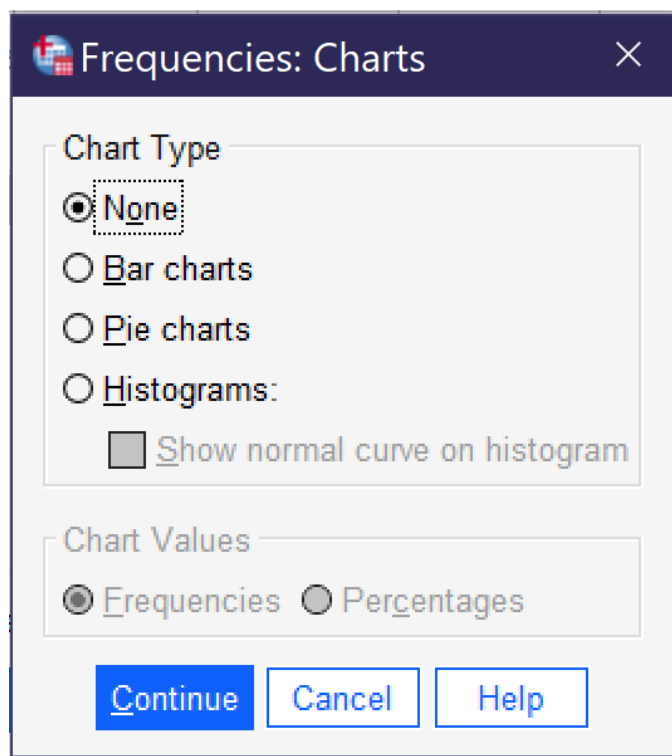 Frequencies: Charts
Chart Type
None
Bar charts
Pie charts
Histograms:
Show normal curve on histogram
Chart Values
Frequencies Percentages
Continue Cancel Help